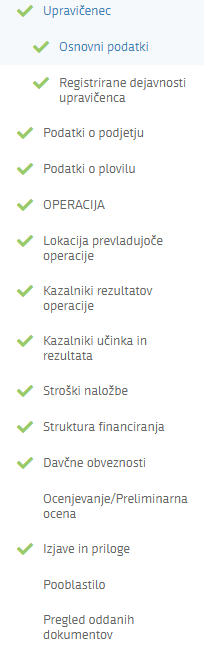 Upravičenec
Osnovni podatki
Registrirane dejavnosti
upravičenca
Podatki o podjetju
Podatki o plovilu
OPERACIJA
Lokacija prevladujoče
operacije
Kazalniki rezultatov
operacije
Kazalniki učinka in
rezultata
Stroški naložbe
Struktura financiranja
Davčne obveznosti
Ocenjevanje/Preliminarna
ocena
Izjave in priloge
Pooblastilo
Pregled oddanih
dokumentov